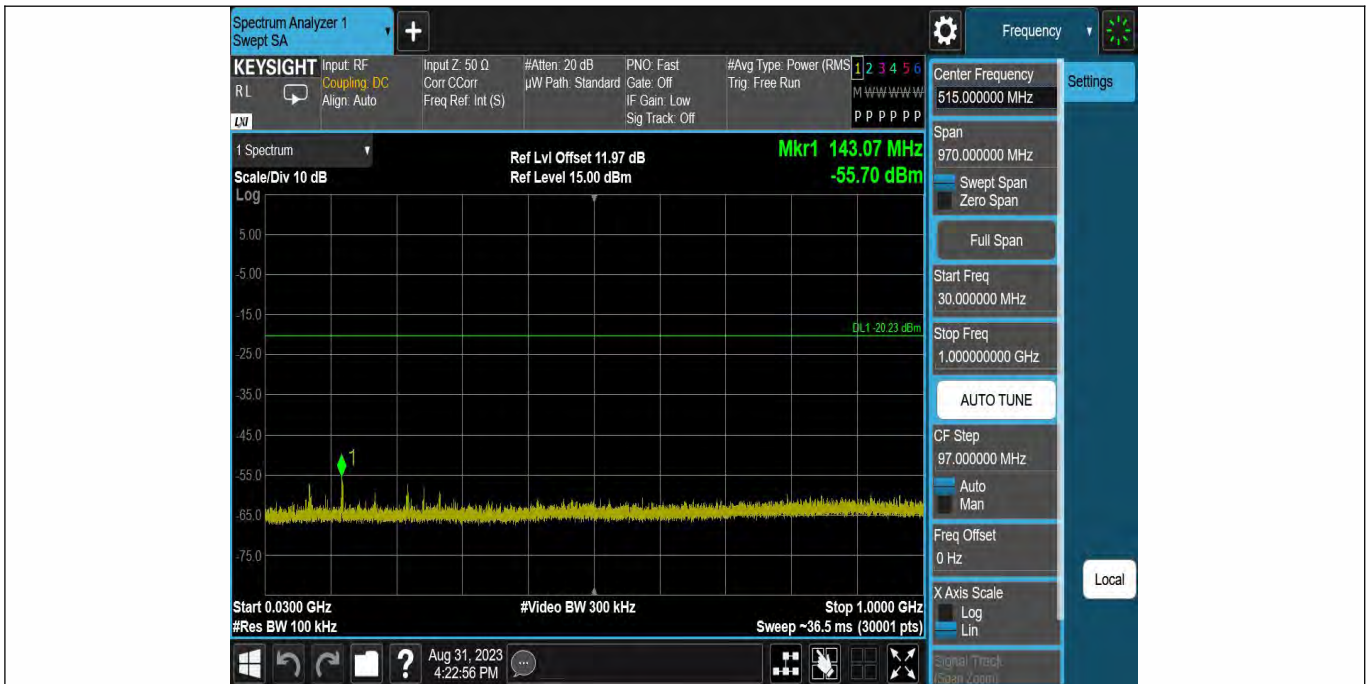 Spectrum Analyzer 1
Swept SA
Frequency
KEYSIGHT
RL
LXI
Input: RF
Coupling: DC
Align: Auto
Input Z: 50 Ω
Corr CCorr
Freq Ref: Int (S)
#Atten: 20 dB
µW Path: Standard
PNO: Fast
Gate: Off
IF Gain: Low
Sig Track: Off
#Avg Type: Power (RMS
Trig: Free Run
1 2 3 4 5 6
M W W W W W
P P P P P P
Center Frequency
515.000000 MHz
Settings
Span
970.000000 MHz
Swept Span
Zero Span
Full Span
Start Freq
30.000000 MHz
Stop Freq
1.000000000 GHz
AUTO TUNE
CF Step
97.000000 MHz
Auto
Man
Freq Offset
0 Hz
X Axis Scale
Log
Lin
Signal Track
(Span Zoom)
Local
1 Spectrum
Scale/Div 10 dB
Ref Lvl Offset 11.97 dB
Ref Level 15.00 dBm
Mkr1 143.07 MHz
-55.70 dBm
Log
5.00
-5.00
-15.0
DL1 -20.23 dBm
-25.0
-35.0
-45.0
1
-55.0
-65.0
-75.0
Start 0.0300 GHz
#Video BW 300 kHz
Stop 1.0000 GHz
#Res BW 100 kHz
Sweep ~36.5 ms (30001 pts)
Aug 31, 2023
4:22:56 PM